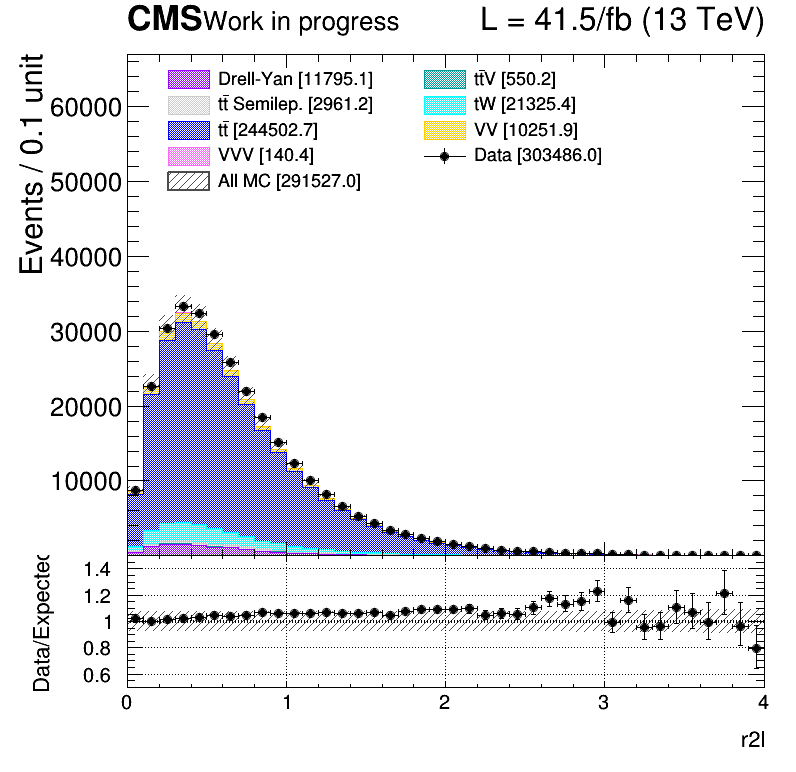 CMS Work in progress L = 41.5/fb (13 TeV)
Events / 0.1 unit
Drell-Yan [11795.1]
tt̄ Semilep. [2961.2]
tt̄ [244502.7]
VVV [140.4]
All MC [291527.0]
tt̄V [550.2]
tW [21325.4]
VV [10251.9]
Data [303486.0]
60000
50000
40000
30000
20000
10000
Data/Expected
1.4
1.2
1
0.8
0.6
0 1 2 3 4
r2l